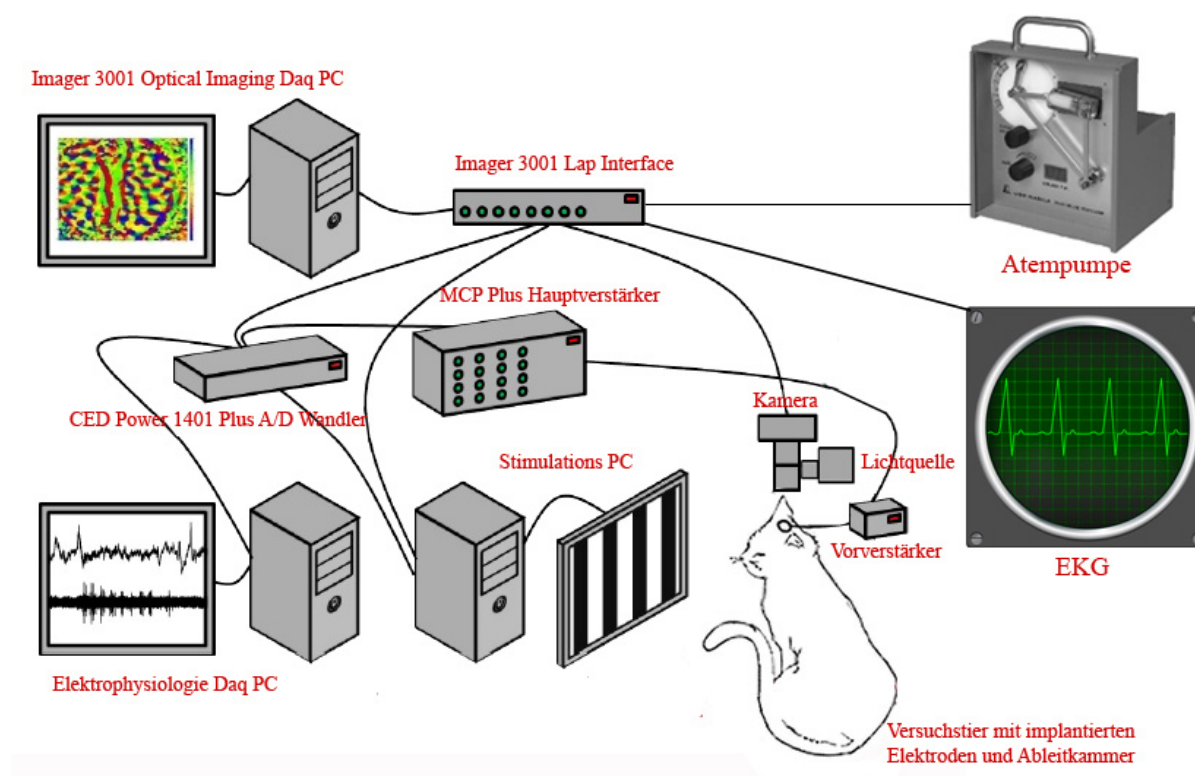 Imager 3001 Optical Imaging Daq PC
Imager 3001 Lap Interface
Atempumpe
MCP Plus Hauptverstärker
CED Power 1401 Plus A/D Wandler
Kamera
Lichtquelle
Stimulations PC
Vorverstärker
EKG
Elektrophysiologie Daq PC
Versuchstier mit implantierten
Elektroden und Ableitkammer